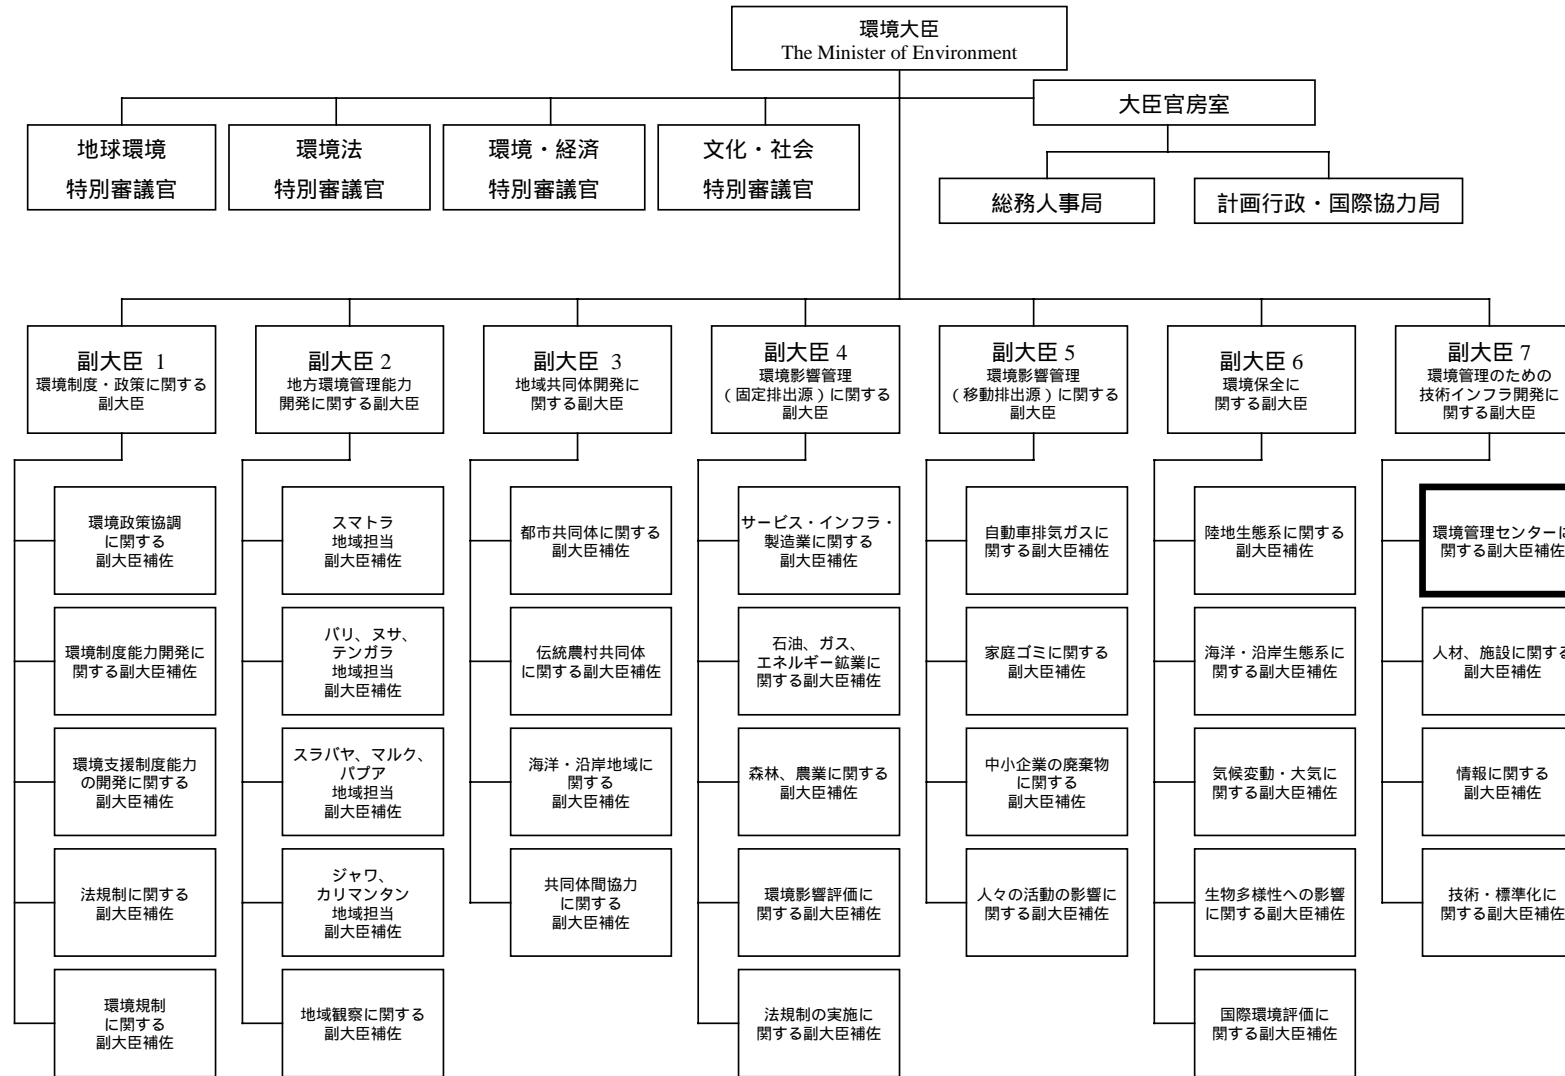 環境大臣
The Minister of Environment
大臣官房室
地球環境
特別審議官
環境法
特別審議官
環境・経済
特別審議官
文化・社会
特別審議官
総務人事局
計画行政・国際協力局
副大臣 1
環境制度・政策に関する
副大臣
副大臣 2
地方環境管理能力
開発に関する副大臣
副大臣 3
地域共同体開発に
関する副大臣
副大臣 4
環境影響管理
(固定排出源)に関する
副大臣
副大臣 5
環境影響管理
(移動排出源)に関する
副大臣
副大臣 6
環境保全に
関する副大臣
副大臣 7
環境管理のための
技術インフラ開発に
関する副大臣
環境政策協調
に関する
副大臣補佐
環境制度能力開発に
関する副大臣補佐
環境支援制度能力
の開発に関する
副大臣補佐
法規制に関する
副大臣補佐
環境規制
に関する
副大臣補佐
スマトラ
地域担当
副大臣補佐
バリ、ヌサ、
テンガラ
地域担当
副大臣補佐
スラバヤ、マルク、
パプア
地域担当
副大臣補佐
ジャワ、
カリマンタン
地域担当
副大臣補佐
地域観察に関する
副大臣補佐
都市共同体に関する
副大臣補佐
伝統農村共同体
に関する副大臣補佐
海洋・沿岸地域に
関する
副大臣補佐
共同体間協力
に関する
副大臣補佐
サービス・インフラ・
製造業に関する
副大臣補佐
石油、ガス、
エネルギー鉱業に
関する副大臣補佐
森林、農業に関する
副大臣補佐
環境影響評価に
関する副大臣補佐
法規制の実施に
関する副大臣補佐
自動車排気ガスに
関する副大臣補佐
家庭ゴミに関する
副大臣補佐
中小企業の廃棄物
に関する
副大臣補佐
人々の活動の影響に
関する副大臣補佐
陸地生態系に関する
副大臣補佐
海洋・沿岸生態系に
関する副大臣補佐
気候変動・大気に
関する副大臣補佐
生物多様性への影響
に関する副大臣補佐
国際環境評価に
関する副大臣補佐
環境管理センターに
関する副大臣補佐
人材、施設に関する
副大臣補佐
情報に関する
副大臣補佐
技術・標準化に
関する副大臣補佐